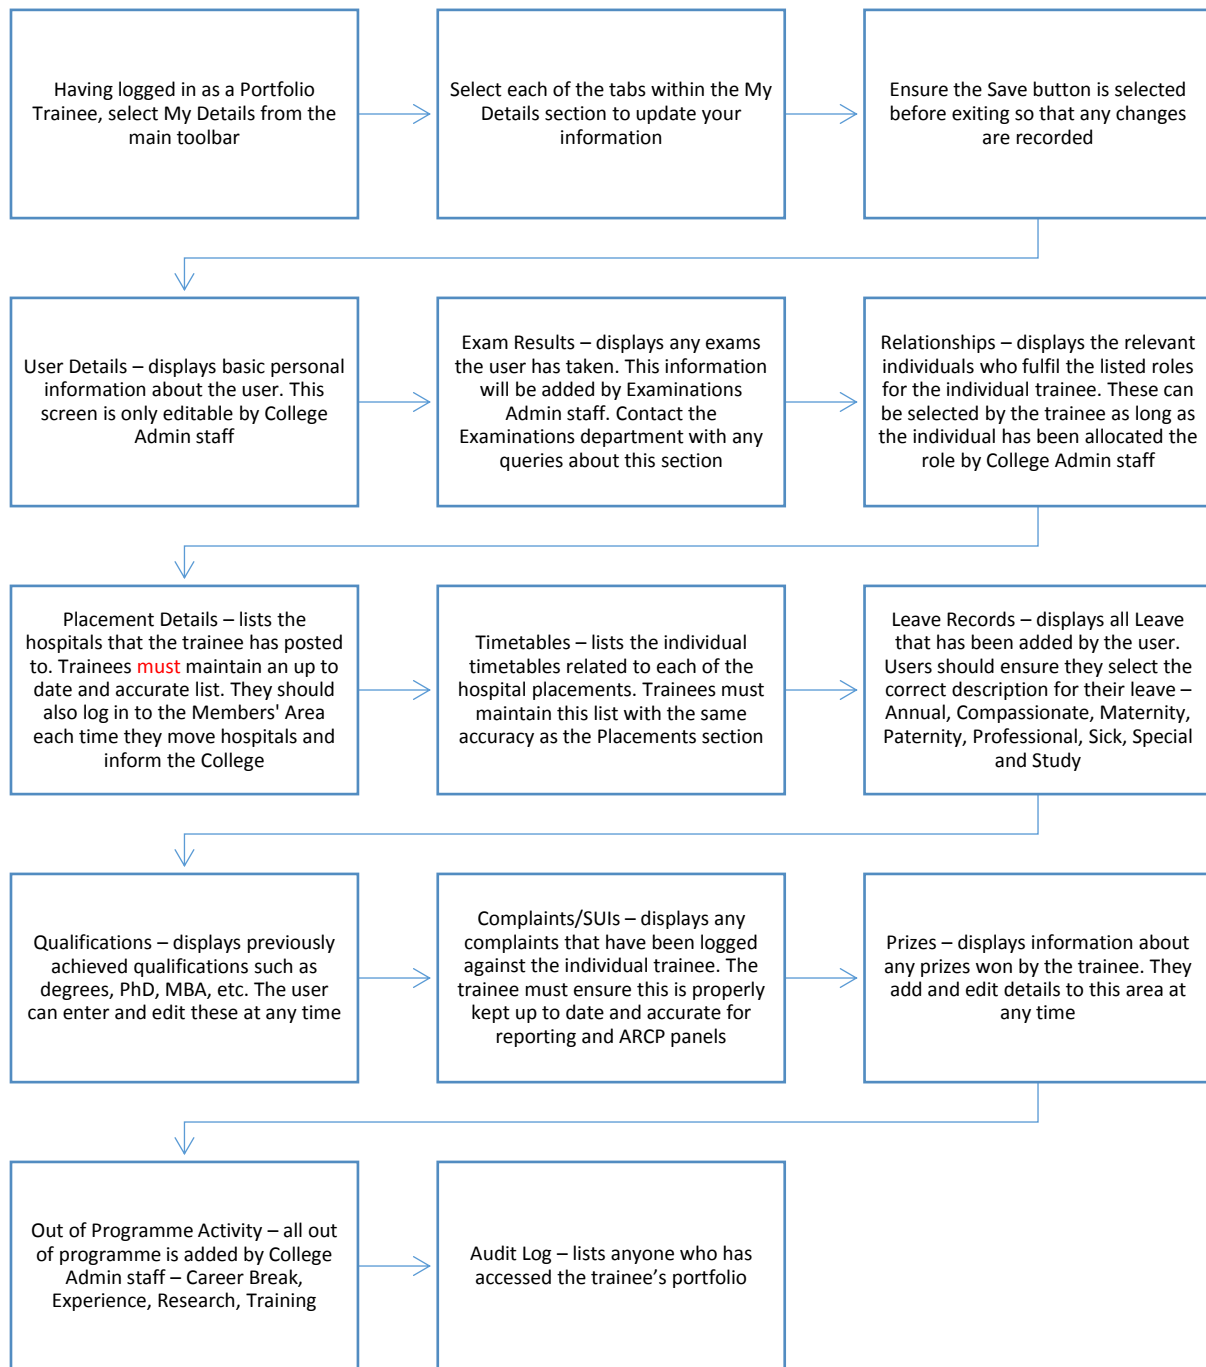 Having logged in as a Portfolio
Trainee, select My Details from the
main toolbar
Select each of the tabs within the My
Details section to update your
information
Ensure the Save button is selected
before exiting so that any changes
are recorded
User Details – displays basic personal
information about the user. This
screen is only editable by College
Admin staff
Exam Results – displays any exams
the user has taken. This information
will be added by Examinations
Admin staff. Contact the
Examinations department with any
queries about this section
Relationships – displays the relevant
individuals who fulfil the listed roles
for the individual trainee. These can
be selected by the trainee as long as
the individual has been allocated the
role by College Admin staff
Placement Details – lists the
hospitals that the trainee has posted
to. Trainees must maintain an up to
date and accurate list. They should
also log in to the Members' Area
each time they move hospitals and
inform the College
Timetables – lists the individual
timetables related to each of the
hospital placements. Trainees must
maintain this list with the same
accuracy as the Placements section
Leave Records – displays all Leave
that has been added by the user.
Users should ensure they select the
correct description for their leave –
Annual, Compassionate, Maternity,
Paternity, Professional, Sick, Special
and Study
Qualifications – displays previously
achieved qualifications such as
degrees, PhD, MBA, etc. The user
can enter and edit these at any time
Complaints/SUIs – displays any
complaints that have been logged
against the individual trainee. The
trainee must ensure this is properly
kept up to date and accurate for
reporting and ARCP panels
Prizes – displays information about
any prizes won by the trainee. They
add and edit details to this area at
any time
Out of Programme Activity – all out
of programme is added by College
Admin staff – Career Break,
Experience, Research, Training
Audit Log – lists anyone who has
accessed the trainee’s portfolio